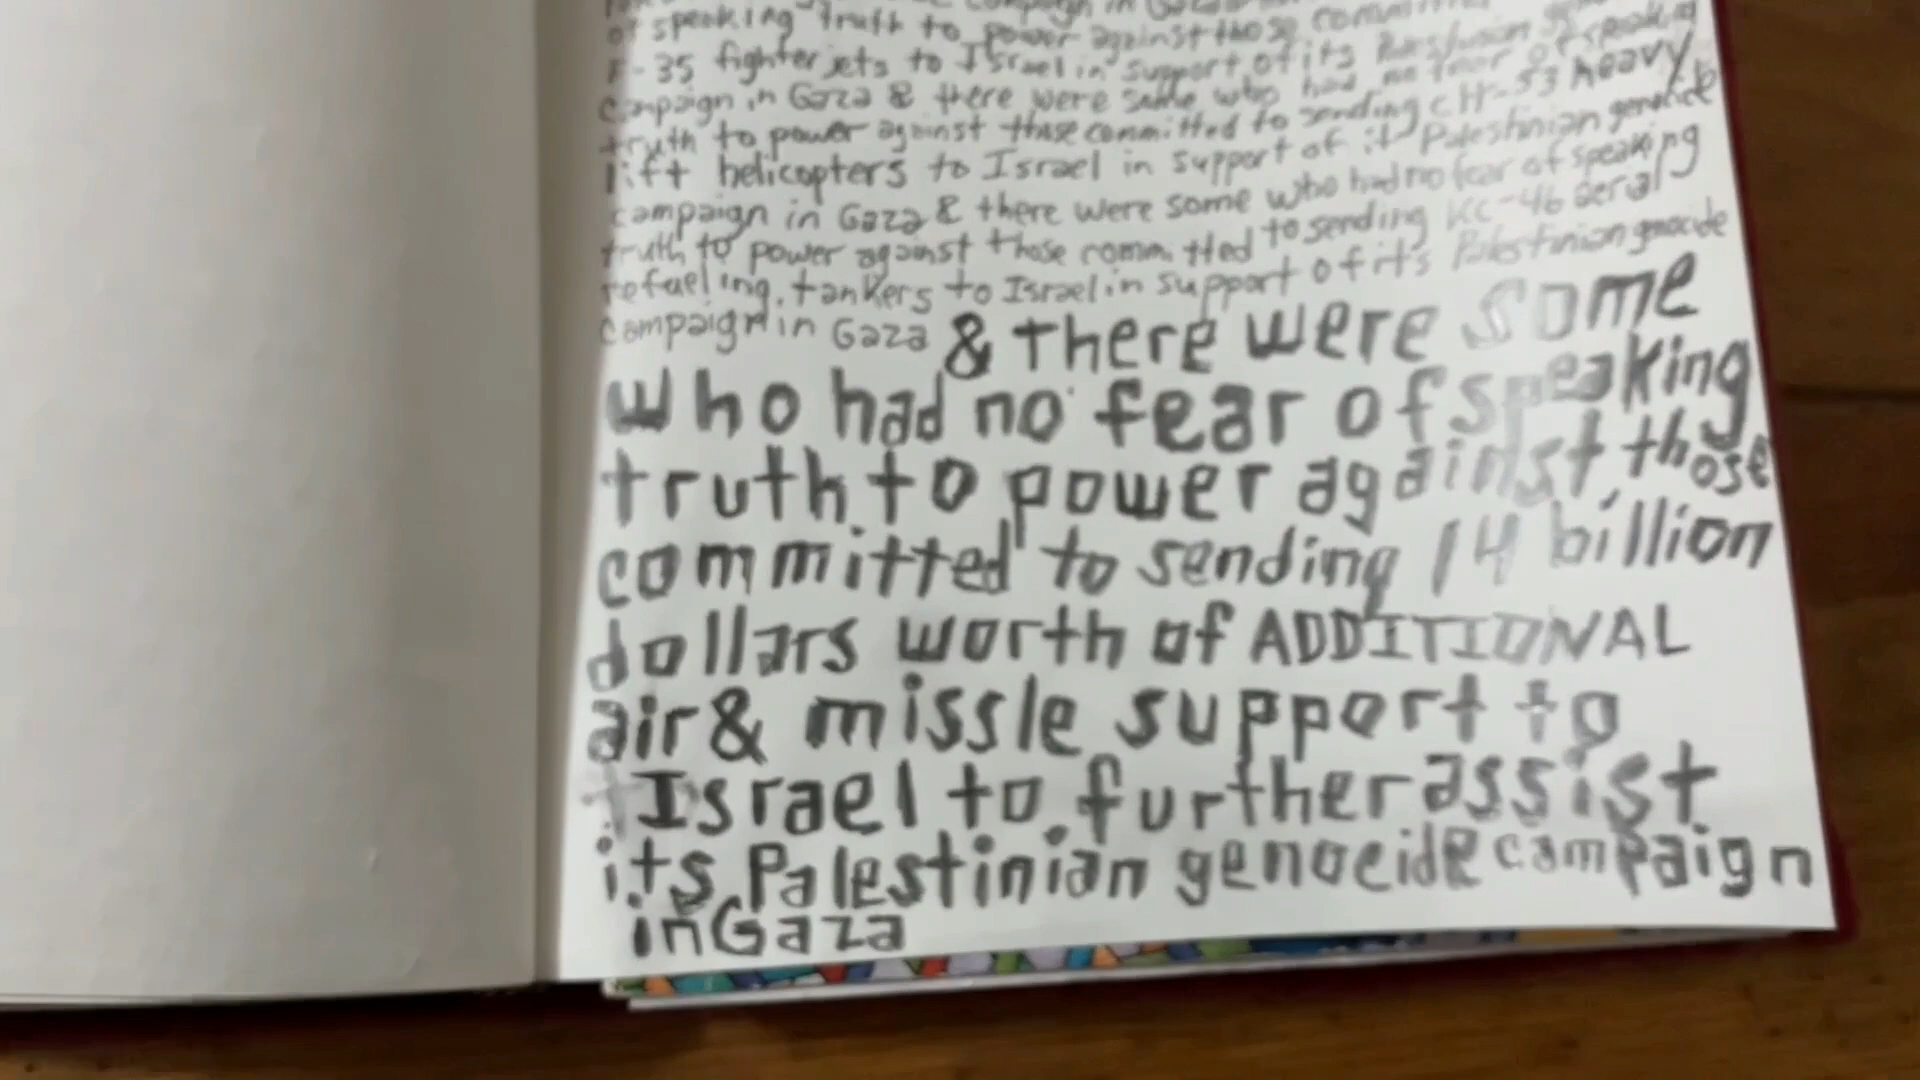 campaign in
of speaking truth to power against those
F-35 fighter jets to Israel in support of its
campaign in Gaza & there were some who had no fear of speaking
truth to power against those committed to sending CH-53 heavy
lift helicopters to Israel in support of it Palestinian genocide
campaign in Gaza & there were some who had no fear of speaking
truth to power against those committed to sending KC-46 aeral
refueling tankers to Israel in support of it's Palestinian genocide
campaign in Gaza & there were some
who had no fear of speaking
truth to power against those
committed to sending 14 billion
dollars worth of ADDITIONAL
air & missle support to
Israel to further assist
its Palestinian genocide campaign
in Gaza